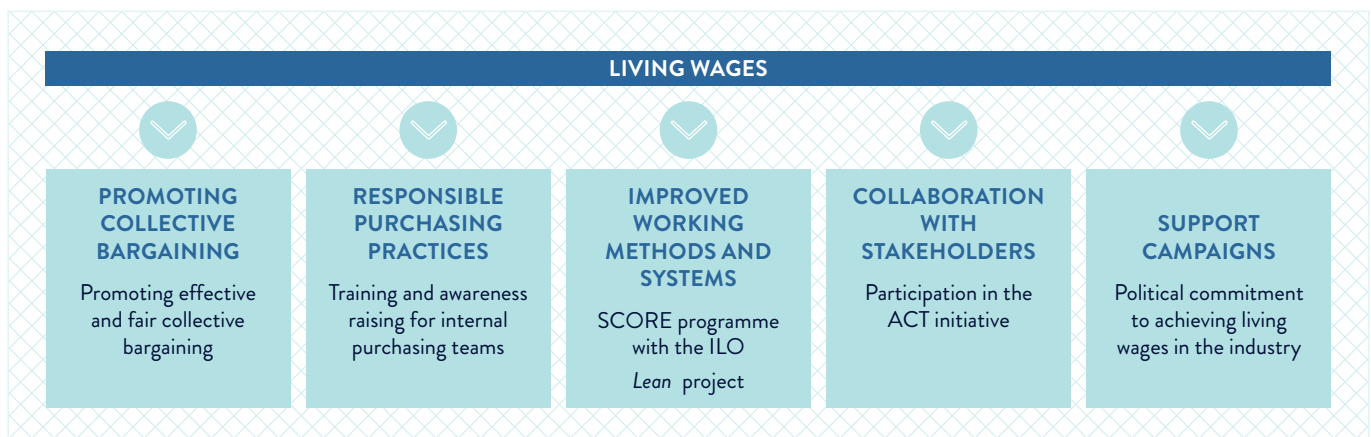 LIVING WAGES
PROMOTING
COLLECTIVE
BARGAINING
Promoting effective
and fair collective
bargaining
RESPONSIBLE
PURCHASING
PRACTICES
Training and awareness
raising for internal
purchasing teams
IMPROVED
WORKING
METHODS AND
SYSTEMS
SCORE programme
with the ILO
Lean project
COLLABORATION
WITH
STAKEHOLDERS
Participation in the
ACT initiative
SUPPORT
CAMPAIGNS
Political commitment
to achieving living
wages in the industry